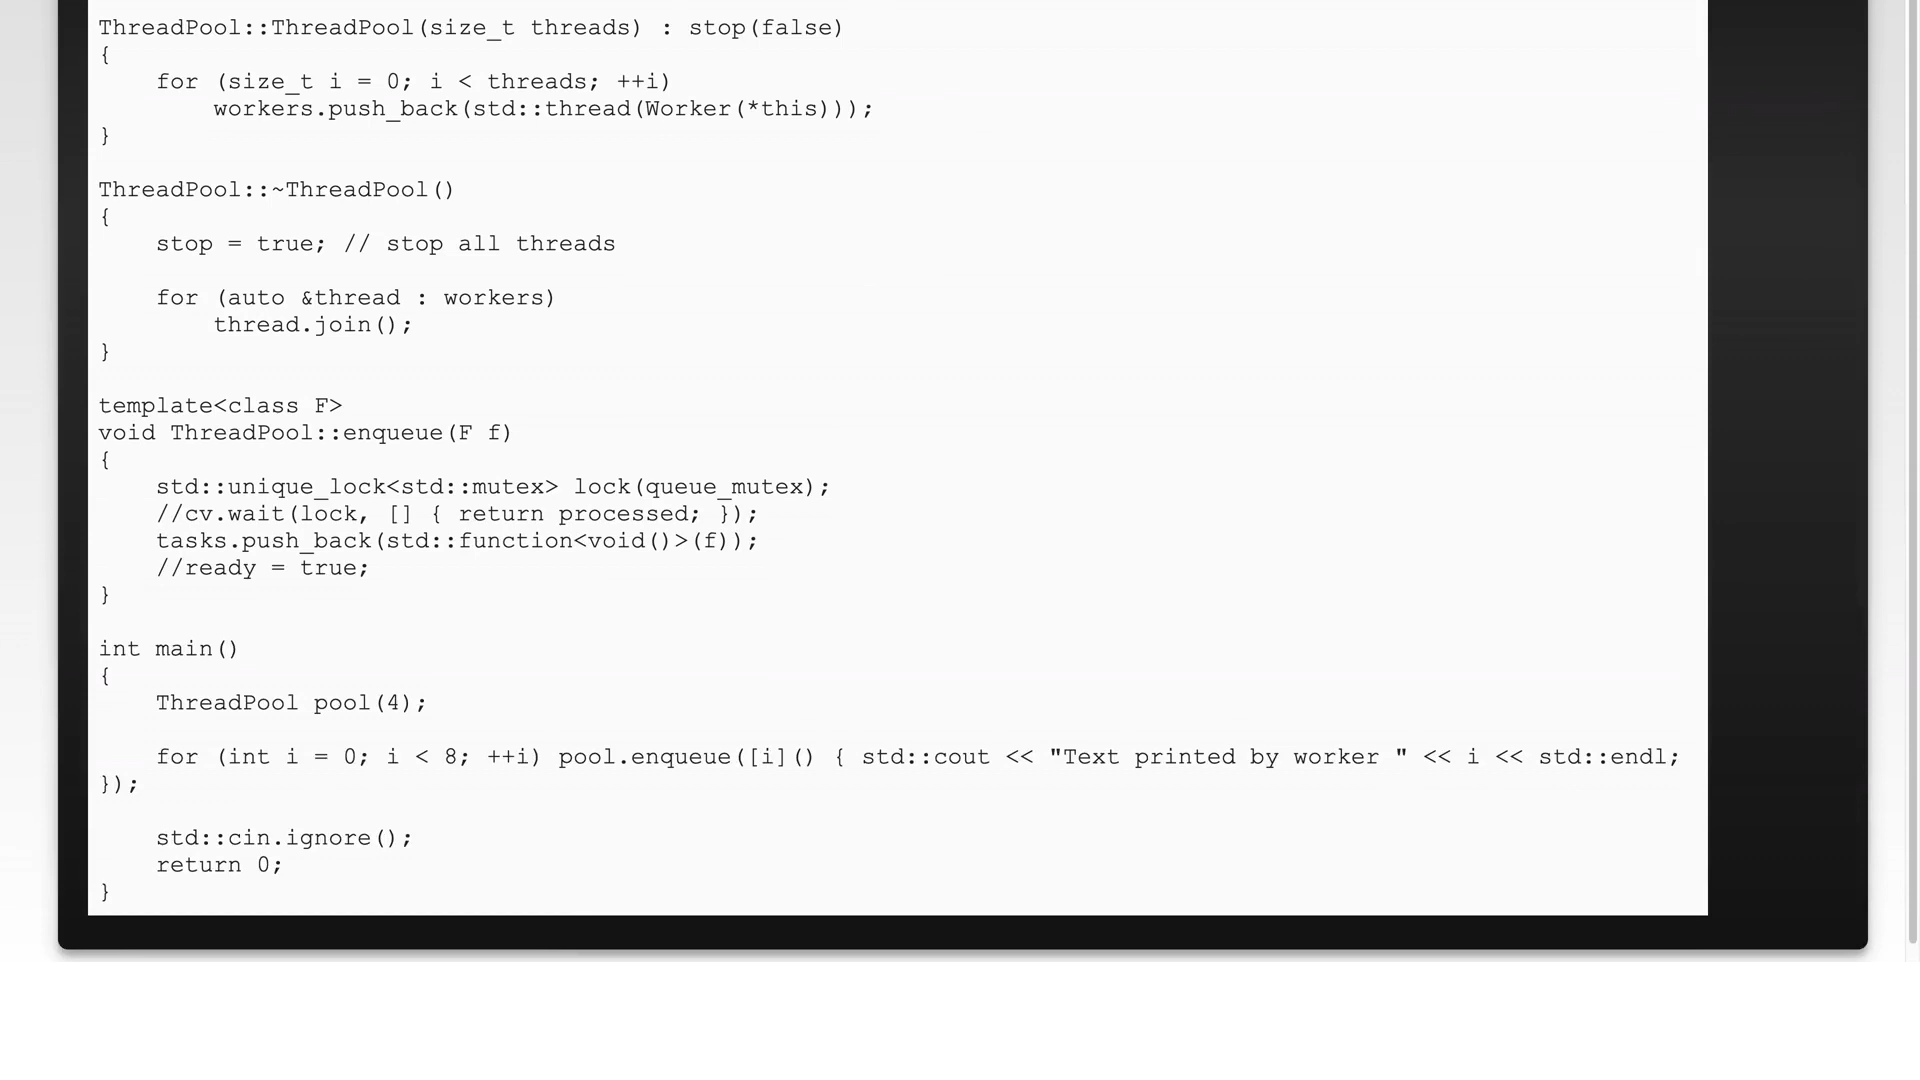 ThreadPool::ThreadPool(size_t threads) : stop(false)
{
    for (size_t i = 0; i < threads; ++i)
        workers.push_back(std::thread(Worker(*this)));
}

ThreadPool::~ThreadPool()
{
    stop = true; // stop all threads

    for (auto &thread : workers)
        thread.join();
}

template<class F>
void ThreadPool::enqueue(F f)
{
    std::unique_lock<std::mutex> lock(queue_mutex);
    //cv.wait(lock, [] { return processed; });
    tasks.push_back(std::function<void()>(f));
    //ready = true;
}

int main()
{
    ThreadPool pool(4);

    for (int i = 0; i < 8; ++i) pool.enqueue([i]() { std::cout << "Text printed by worker " << i << std::endl;
});

    std::cin.ignore();
    return 0;
}